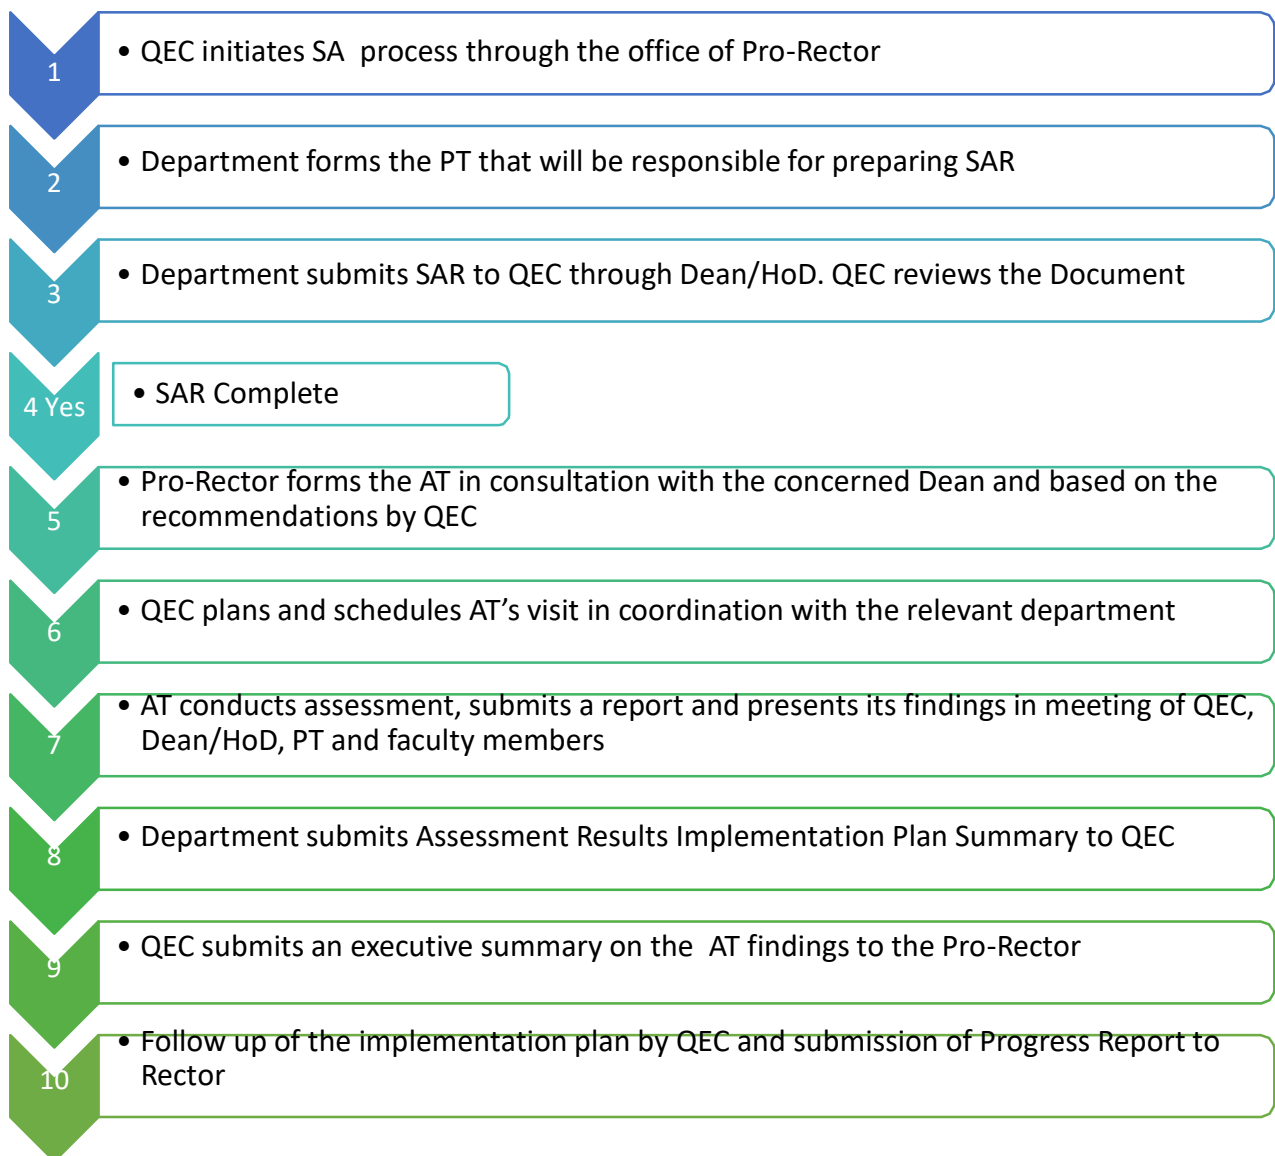 1
• QEC initiates SA  process through the office of Pro-Rector
2
• Department forms the PT that will be responsible for preparing SAR
3
• Department submits SAR to QEC through Dean/HoD. QEC reviews the Document
4 Yes
• SAR Complete
5
• Pro-Rector forms the AT in consultation with the concerned Dean and based on the
recommendations by QEC
6
• QEC plans and schedules AT’s visit in coordination with the relevant department
7
• AT conducts assessment, submits a report and presents its findings in meeting of QEC,
Dean/HoD, PT and faculty members
8
• Department submits Assessment Results Implementation Plan Summary to QEC
9
• QEC submits an executive summary on the  AT findings to the Pro-Rector
10
• Follow up of the implementation plan by QEC and submission of Progress Report to
Rector